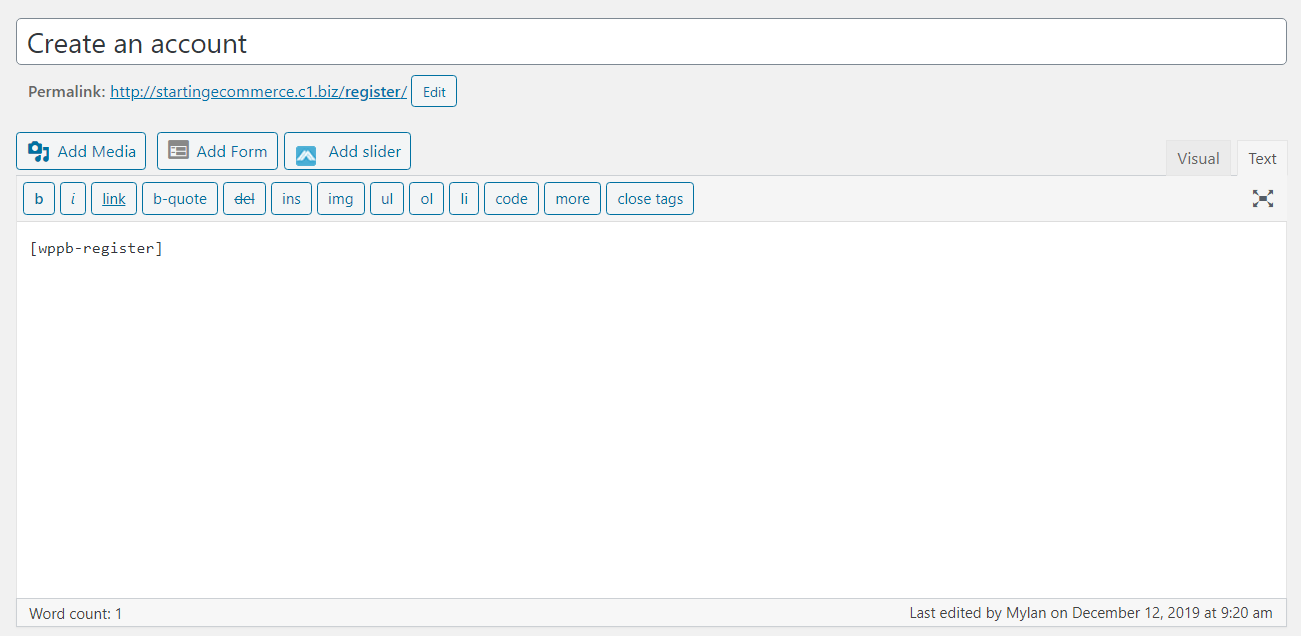 Create an account
Permalink: http://startingecommerce.c1.biz/register/ Edit
Add Media Add Form Add slider Visual Text
b i link b-quote del ins img ul ol li code more close tags
[wppb-register]
Word count: 1 Last edited by Mylan on December 12, 2019 at 9:20 am